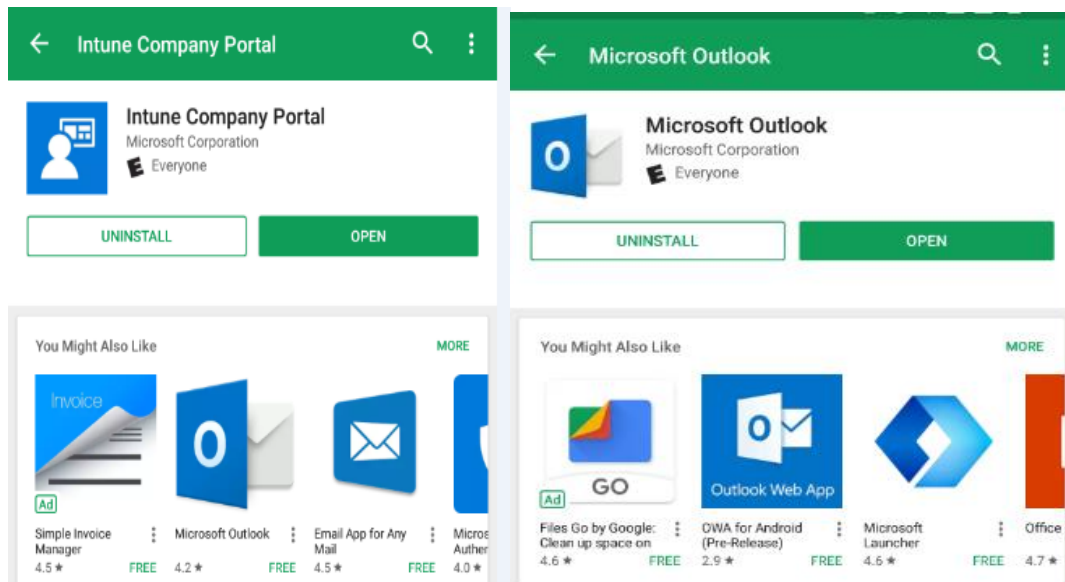 Intune Company Portal
Intune Company Portal
Microsoft Corporation
E Everyone
UNINSTALL
OPEN
You Might Also Like
MORE
Invoice
O
Ad
Simple Invoice
Manager
4.5★
FREE
Microsoft Outlook
4.2★
FREE
Email App for Any
Mail
4.5★
FREE
Micros
Auther
4.0★
Microsoft Outlook
O
Microsoft Outlook
Microsoft Corporation
E Everyone
UNINSTALL
OPEN
You Might Also Like
MORE
GO
Ad
Files Go by Google:
Clean up space on
4.6★
FREE
O
Outlook Web App
OWA for Android
(Pre-Release)
2.9★
FREE
Microsoft
Launcher
4.6★
FREE
Office
4.7★